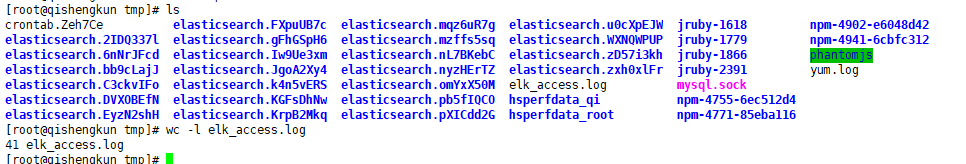 [root@qishengkun tmp]# ls
crontab.Zeh7Ce elasticsearch.FXpuUB7c elasticsearch.mqz6uR7g elasticsearch.u0cXpEJW jruby-1618 npm-4902-e6048d42
elasticsearch.2IDQ337l elasticsearch.gFhGSpH6 elasticsearch.mzffs5sq elasticsearch.WXNQWPUP jruby-1779 npm-4941-6cbfc312
elasticsearch.6nNrJFcd elasticsearch.Iw9Ue3xm elasticsearch.nL7BKebC elasticsearch.zD57i3kh jruby-1866 phantomjs
elasticsearch.bb9cLajJ elasticsearch.JgoA2Xy4 elasticsearch.nyzHErTZ elasticsearch.zxh0xlFr jruby-2391 yum.log
elasticsearch.C3ckvIFo elasticsearch.k4n5vERS elasticsearch.omYxX50M elk_access.log mysql.sock
elasticsearch.DVXOBEfN elasticsearch.KGFsDhNw elasticsearch.pb5fIQCO hsperfdata_qi npm-4755-6ec512d4
elasticsearch.EyzN2shH elasticsearch.KrpB2Mkq elasticsearch.pXICdd2G hsperfdata_root npm-4771-85eba116
[root@qishengkun tmp]# wc -l elk_access.log
41 elk_access.log
[root@qishengkun tmp]#